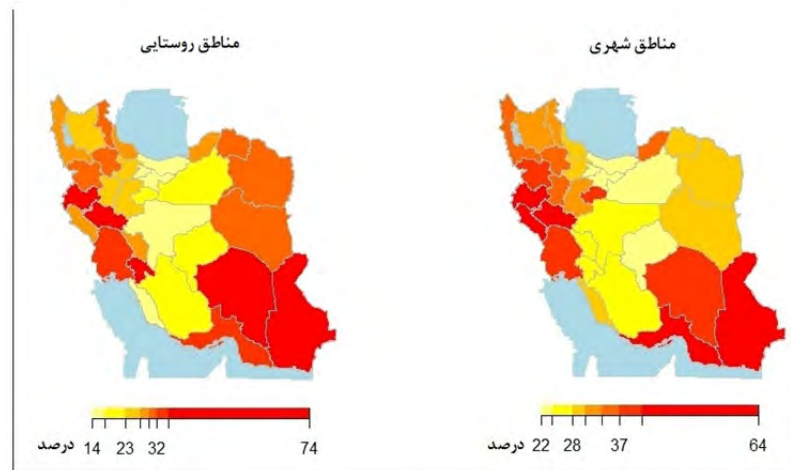 مناطق شهری
مناطق روستایی
درصد 22 28 37 64
درصد 14 23 32 74